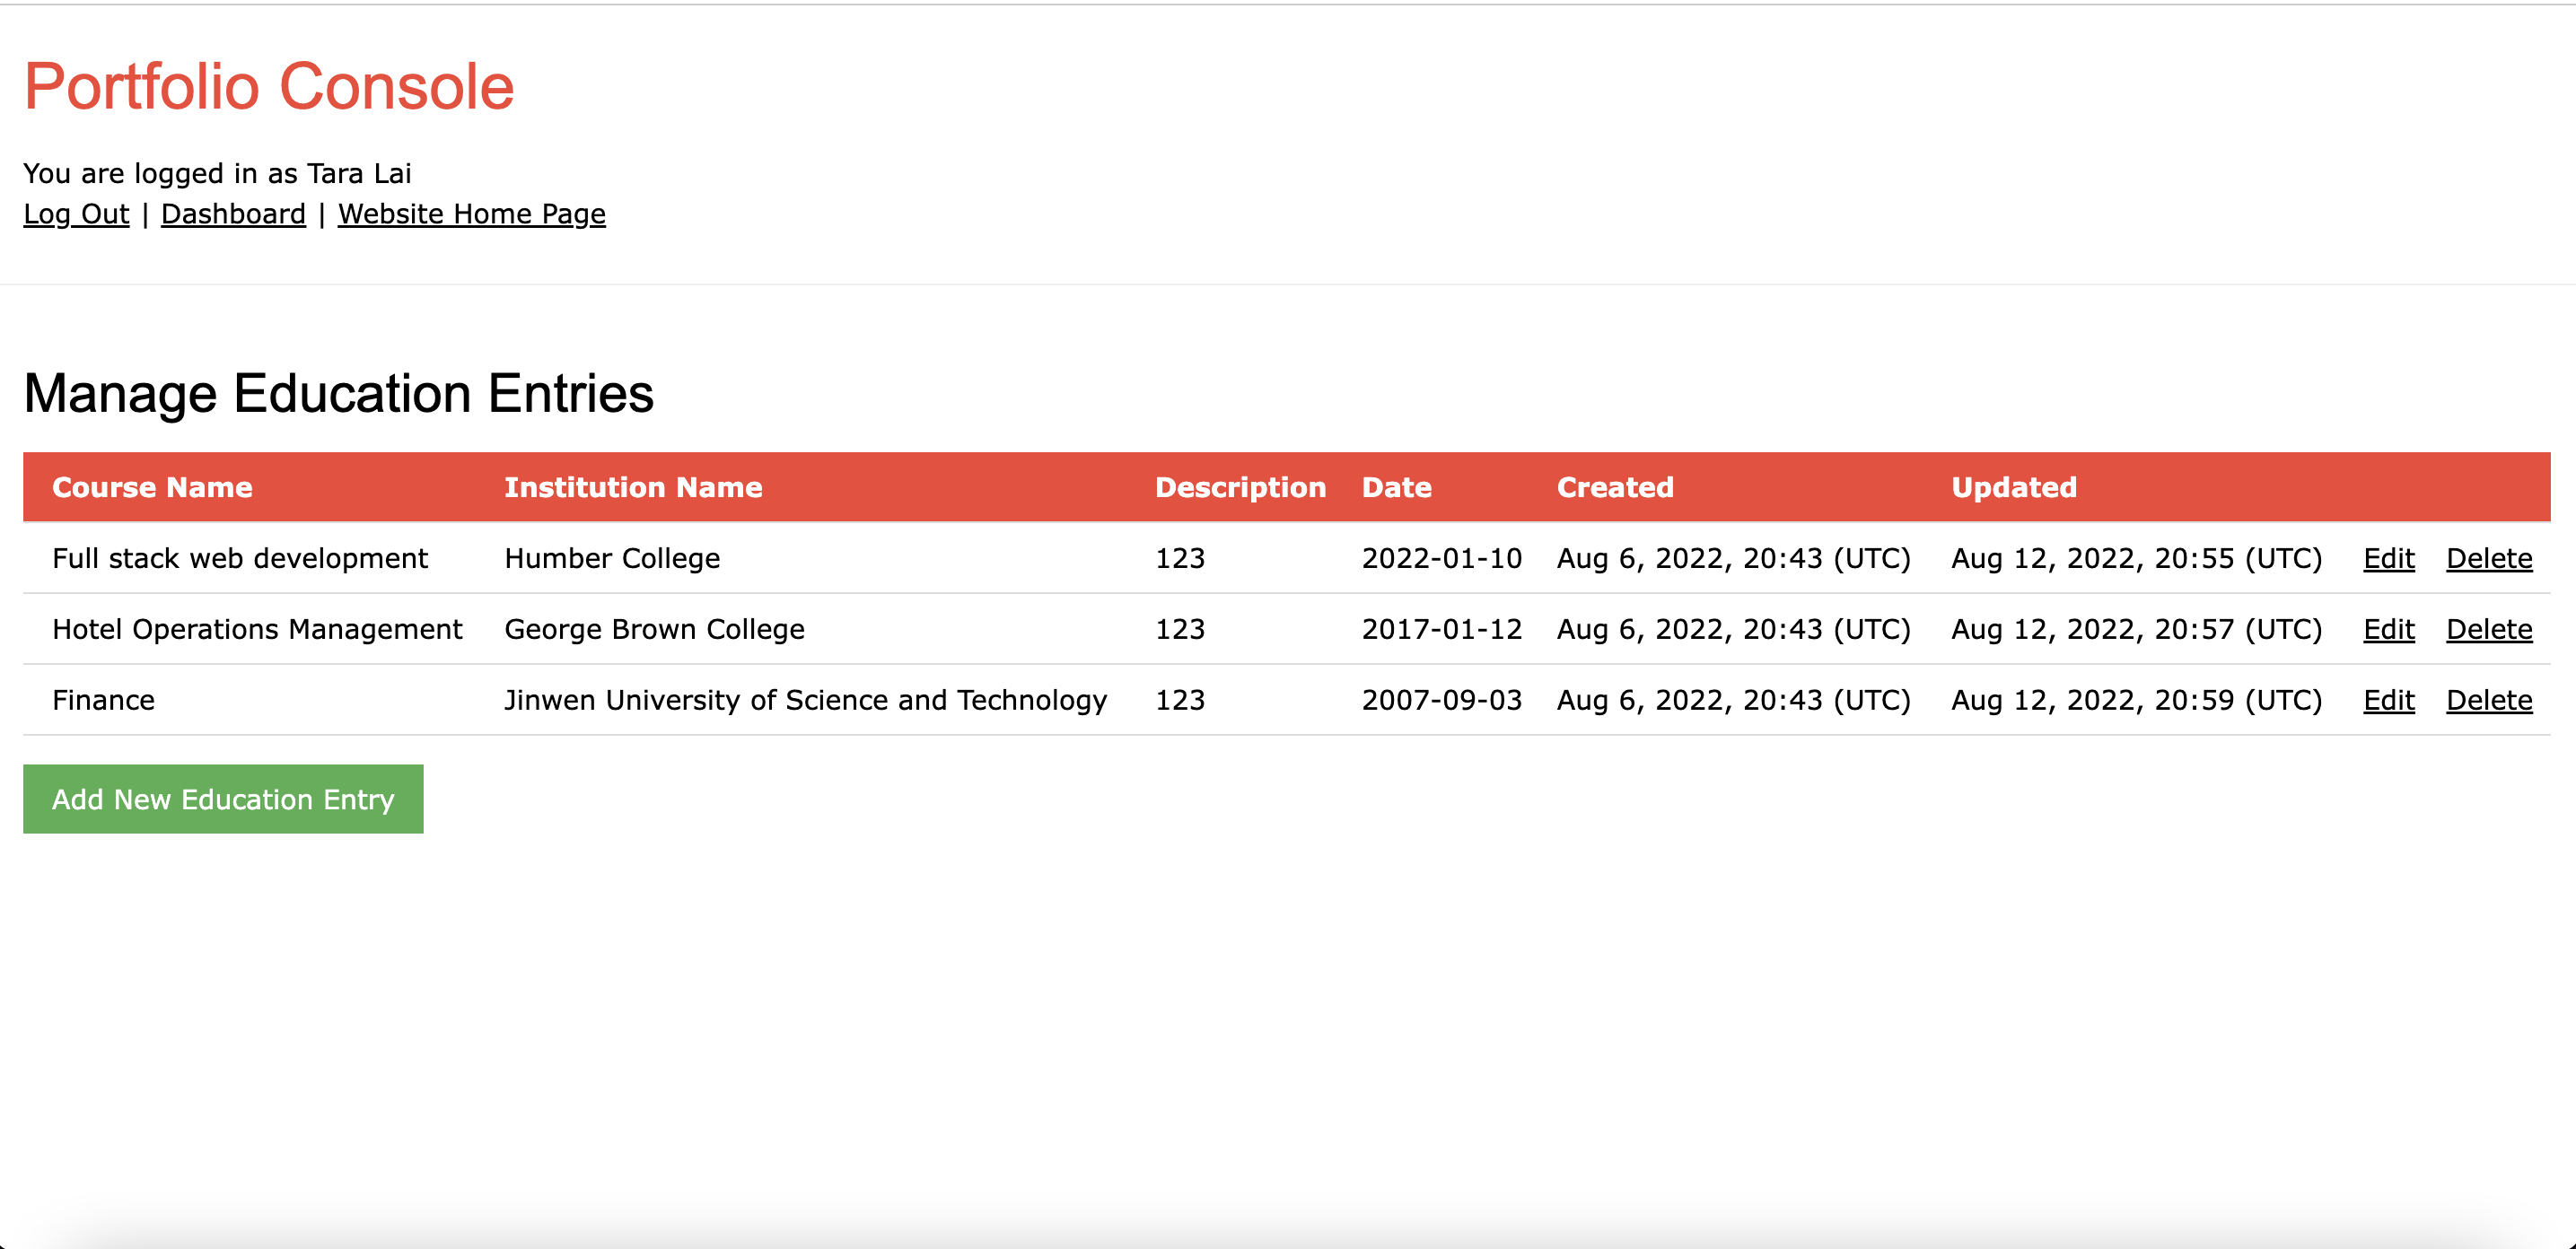 Portfolio Console
You are logged in as Tara Lai
Log Out | Dashboard | Website Home Page
Manage Education Entries
Course Name Institution Name Description Date Created Updated
Full stack web development Humber College 123 2022-01-10 Aug 6, 2022, 20:43 (UTC) Aug 12, 2022, 20:55 (UTC) Edit Delete
Hotel Operations Management George Brown College 123 2017-01-12 Aug 6, 2022, 20:43 (UTC) Aug 12, 2022, 20:57 (UTC) Edit Delete
Finance Jinwen University of Science and Technology 123 2007-09-03 Aug 6, 2022, 20:43 (UTC) Aug 12, 2022, 20:59 (UTC) Edit Delete
Add New Education Entry